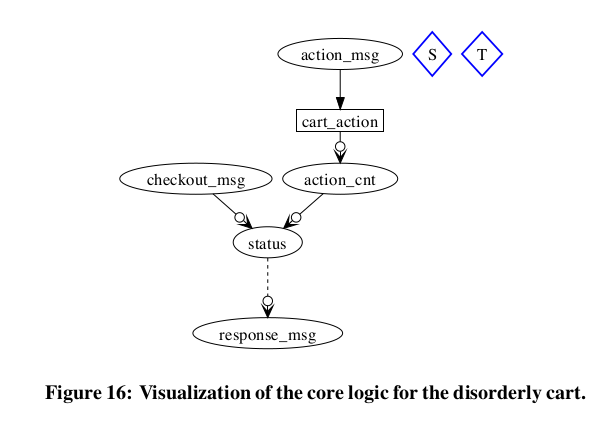 action_msg S T
cart_action
checkout_msg action_cnt
status
response_msg
Figure 16: Visualization of the core logic for the disorderly cart.